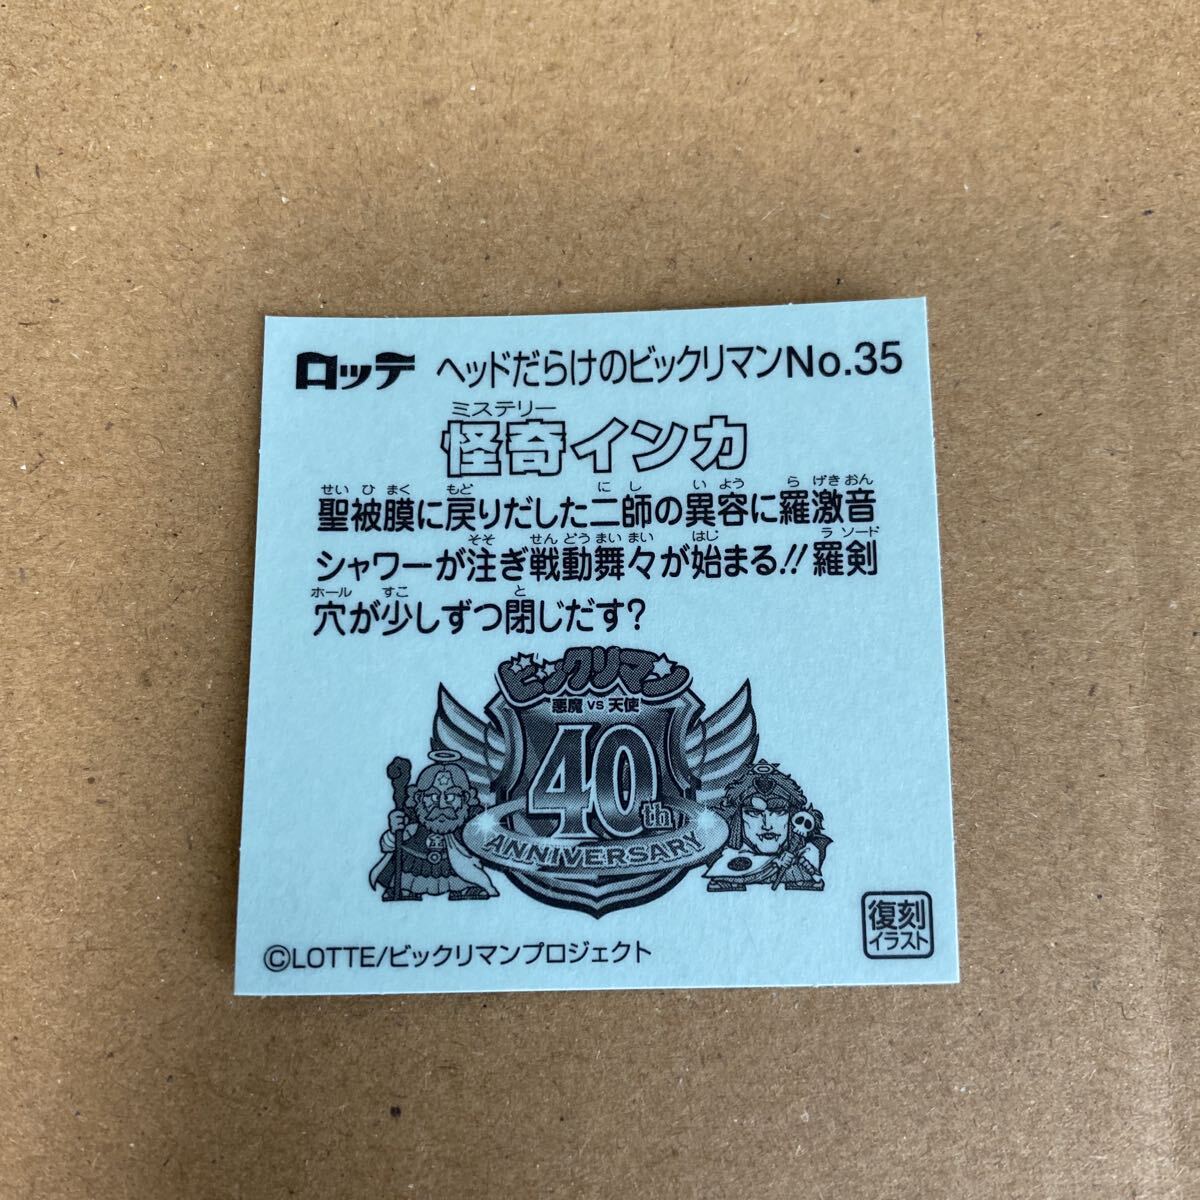 ロッテ ヘッドだらけのビックリマンNo.35
ミステリー
怪奇インカ
せい ひ まく もど に し い よう ら げきおん
聖被膜に戻りだした二師の異容に羅激音
そそ せんどうまいまい はじ ラ ソード
シャワーが注ぎ戦動舞々が始まる!!羅剣
ホール すこ と
穴が少しずつ閉じだす?
ビックリマン
悪魔 VS 天使
40th
ANNIVERSARY
復刻
イラスト
©LOTTE/ビックリマンプロジェクト